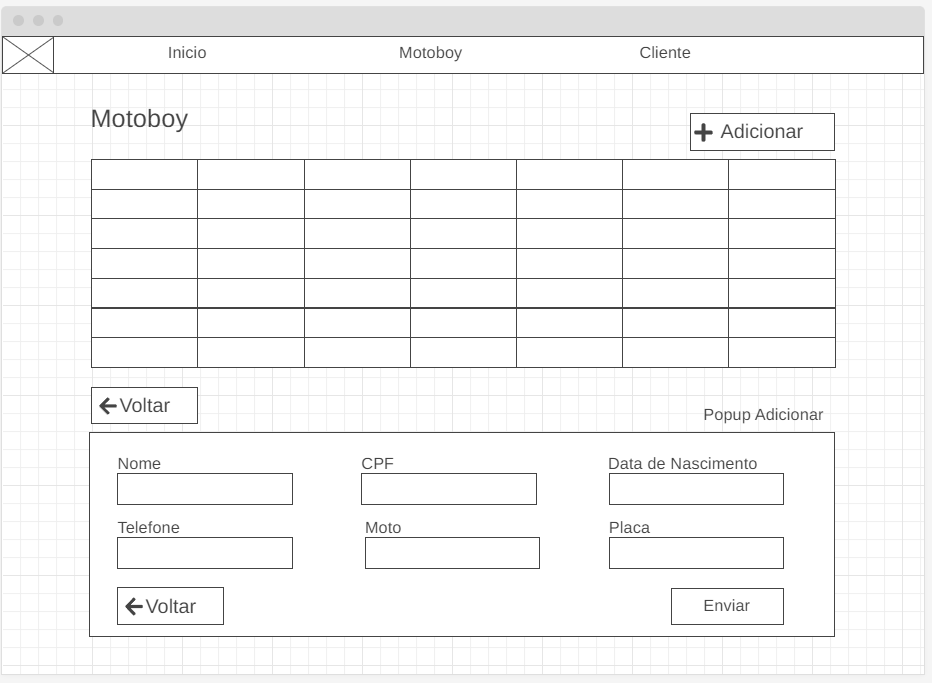 Inicio Motoboy Cliente
Motoboy
Adicionar
Voltar
Popup Adicionar
Nome CPF Data de Nascimento
Telefone Moto Placa
Voltar Enviar